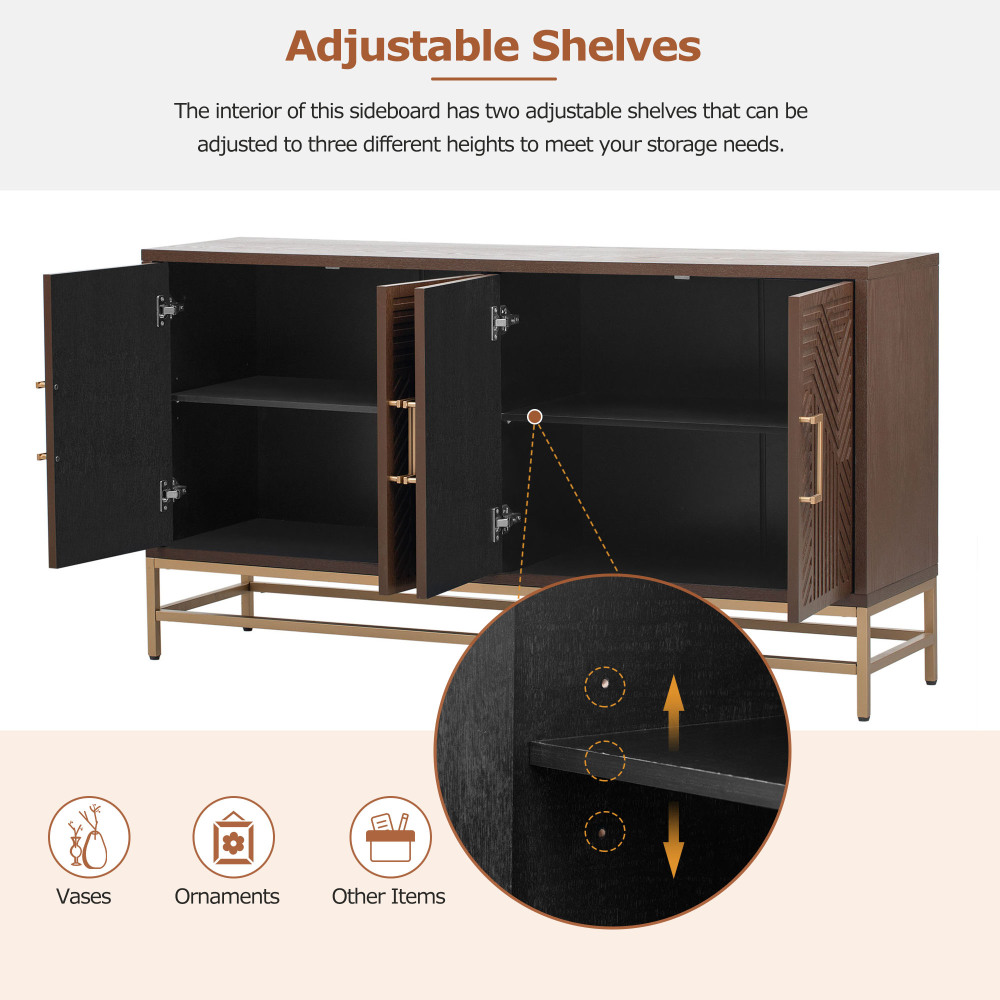 Adjustable Shelves
The interior of this sideboard has two adjustable shelves that can be
adjusted to three different heights to meet your storage needs.
Vases
Ornaments
Other Items